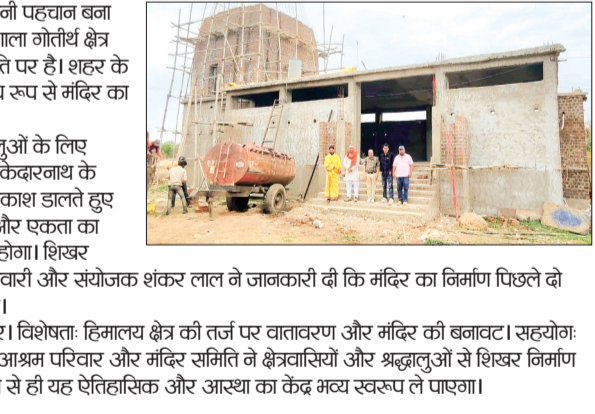 नी पहचान बना
ाला गोतीर्थ क्षेत्र
ति पर है। शहर के
रूप से मंदिर का
लुओं के लिए
केदारनाथ के
काश डालते हुए
और एकता का
होगा। शिखर
वारी और संयोजक शंकर लाल ने जानकारी दी कि मंदिर का निर्माण पिछले दो
।
र। विशेषताः हिमालय क्षेत्र की तर्ज पर वातावरण और मंदिर की बनावट। सहयोगः
आश्रम परिवार और मंदिर समिति ने क्षेत्रवासियों और श्रद्धालुओं से शिखर निर्माण
से ही यह ऐतिहासिक और आस्था का केंद्र भव्य स्वरूप ले पाएगा।